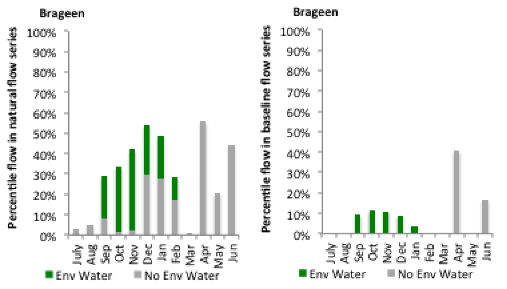 Brageen
Percentile flow in natural flow series
100%
90%
80%
70%
60%
50%
40%
30%
20%
10%
0%
July
Aug
Sep
Oct
Nov
Dec
Jan
Feb
Mar
Apr
May
Jun
Env Water
No Env Water
Brageen
Percentile flow in baseline flow series
100%
90%
80%
70%
60%
50%
40%
30%
20%
10%
0%
July
Aug
Sep
Oct
Nov
Dec
Jan
Feb
Mar
Apr
May
Jun
Env Water
No Env Water